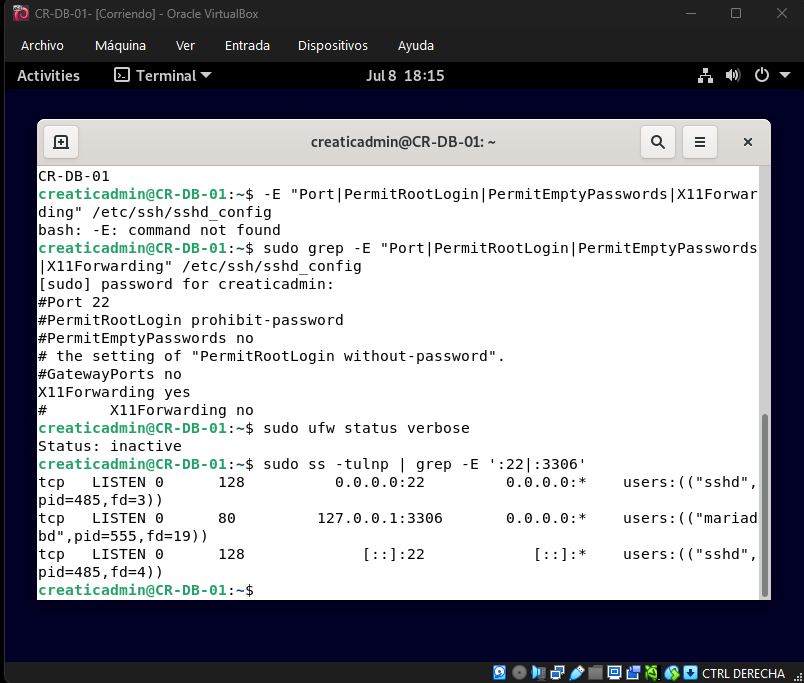 CR-DB-01- [Corriendo] - Oracle VirtualBox
Archivo Máquina Ver Entrada Dispositivos Ayuda
Activities Terminal Jul 8 18:15
creaticadmin@CR-DB-01: ~
CR-DB-01
creaticadmin@CR-DB-01:~$ -E "Port|PermitRootLogin|PermitEmptyPasswords|X11Forwar
ding" /etc/ssh/sshd_config
bash: -E: command not found
creaticadmin@CR-DB-01:~$ sudo grep -E "Port|PermitRootLogin|PermitEmptyPasswords
|X11Forwarding" /etc/ssh/sshd_config
[sudo] password for creaticadmin:
#Port 22
#PermitRootLogin prohibit-password
#PermitEmptyPasswords no
# the setting of "PermitRootLogin without-password".
#GatewayPorts no
X11Forwarding yes
#       X11Forwarding no
creaticadmin@CR-DB-01:~$ sudo ufw status verbose
Status: inactive
creaticadmin@CR-DB-01:~$ sudo ss -tulnp | grep -E ':22|:3306'
tcp   LISTEN 0      128          0.0.0.0:22         0.0.0.0:*    users:(("sshd",
pid=485,fd=3))
tcp   LISTEN 0      80         127.0.0.1:3306       0.0.0.0:*    users:(("mariad
bd",pid=555,fd=19))
tcp   LISTEN 0      128             [::]:22            [::]:*    users:(("sshd",
pid=485,fd=4))
creaticadmin@CR-DB-01:~$
CTRL DERECHA